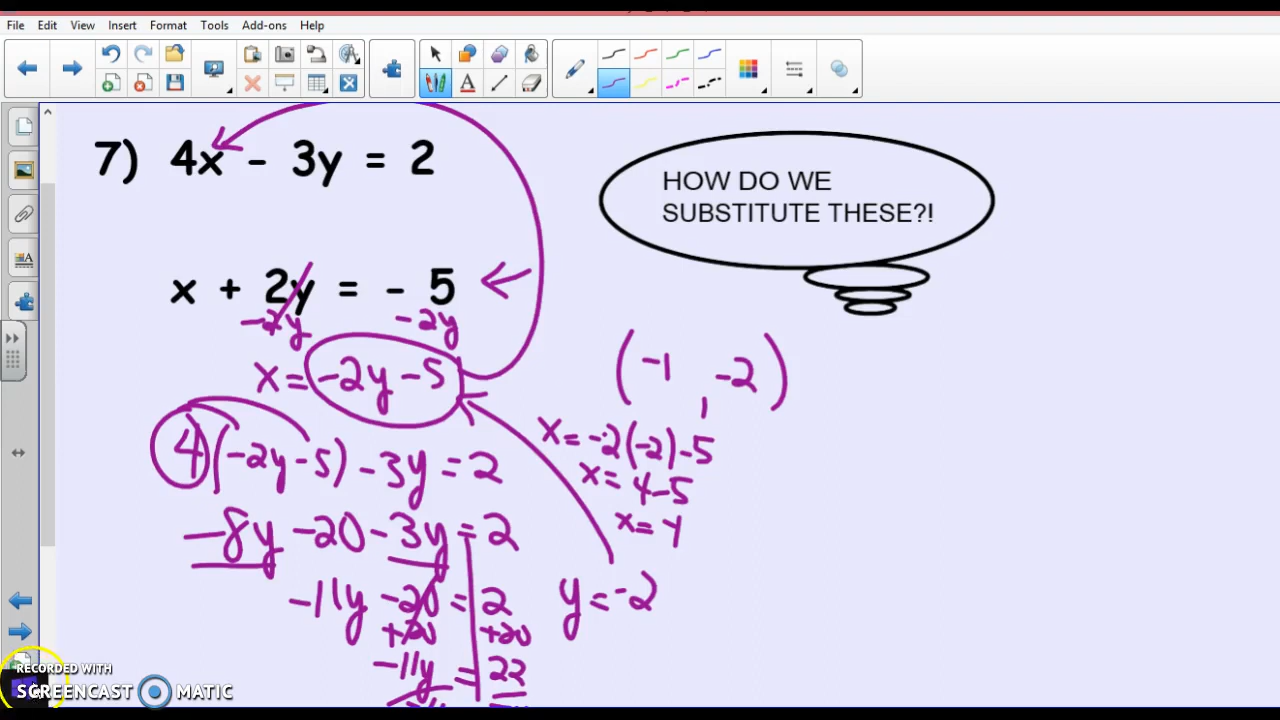 File Edit View Insert Format Tools Add-ons Help
7) 4x - 3y = 2
HOW DO WE
SUBSTITUTE THESE?!
x + 2y = - 5
-2y -2y
x = -2y - 5
(-1, -2)
4(-2y - 5) - 3y = 2
x = -2(-2) - 5
x = 4 - 5
-8y - 20 - 3y = 2
x = -1
-11y - 20 = 2
y = -2
+20 +20
-11y = 22
RECORDED WITH
SCREENCAST MATIC